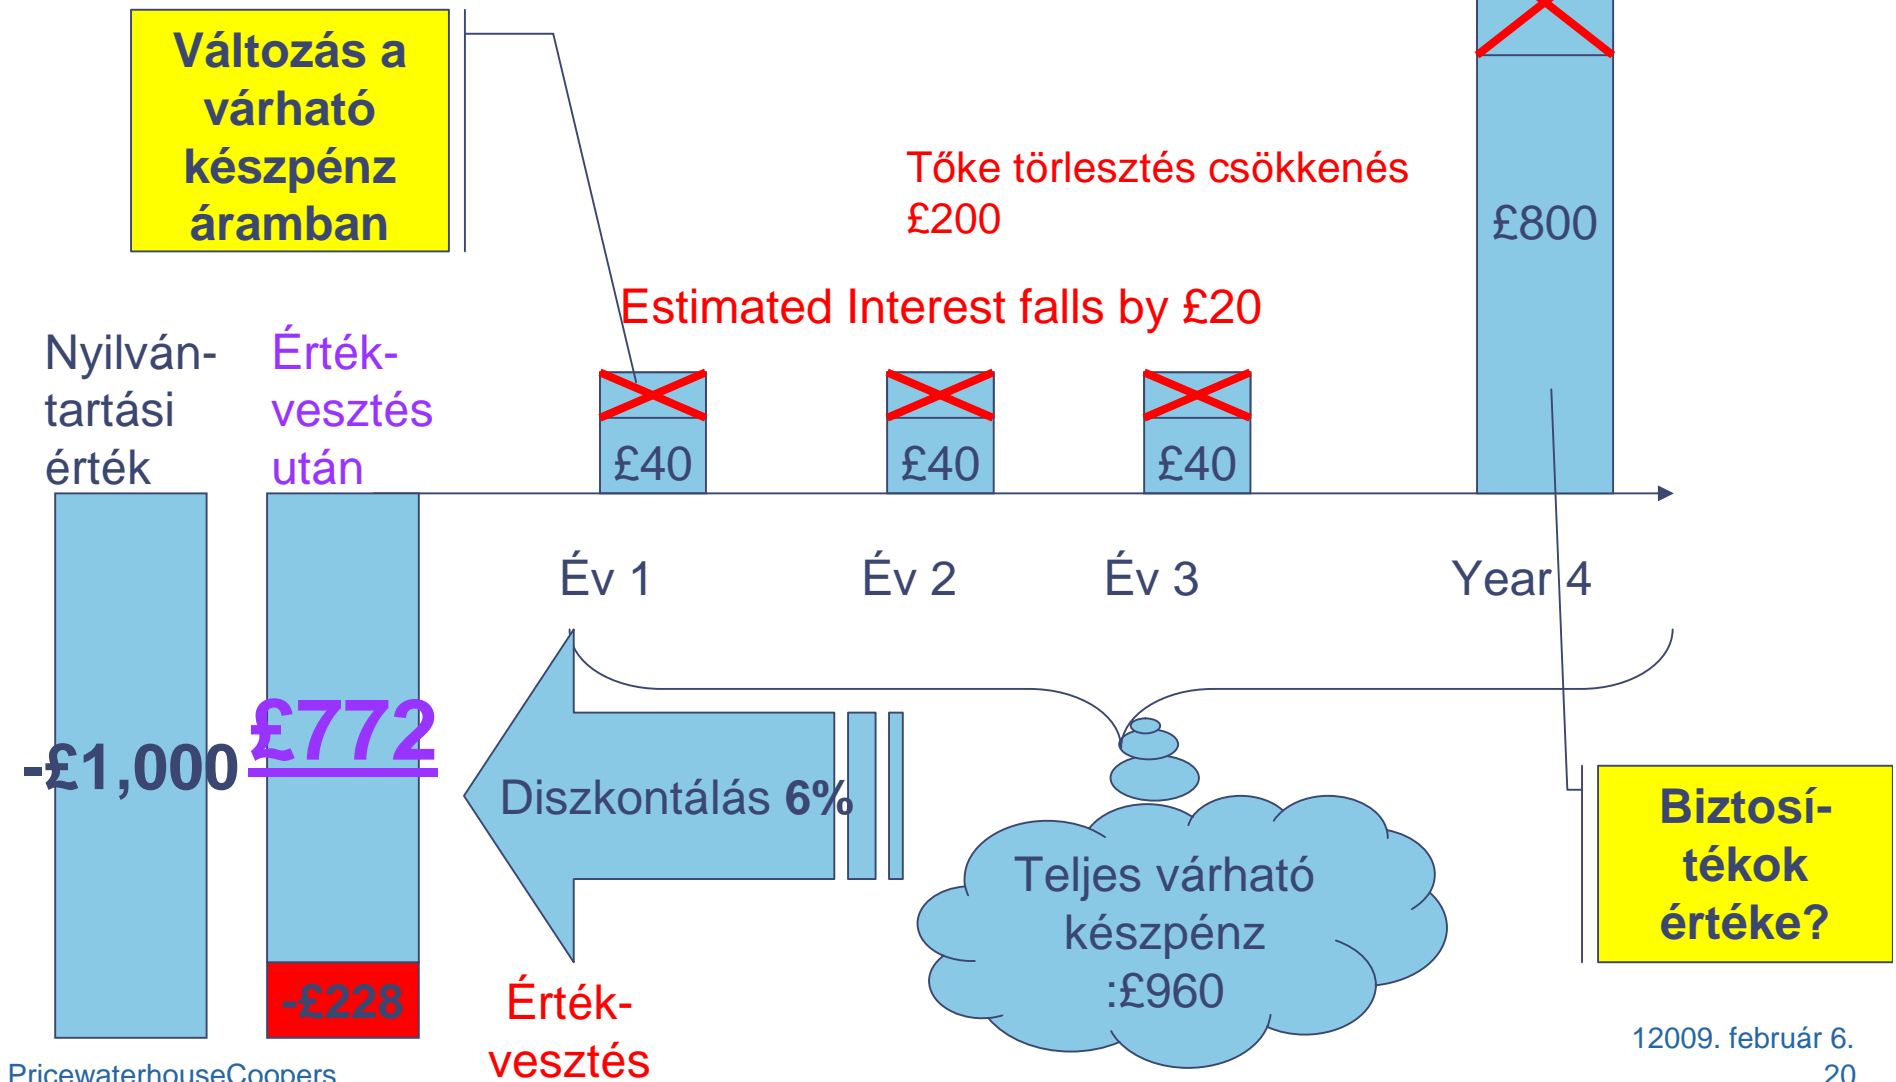 Változás a
várható
készpénz
áramban
Tőke törlesztés csökkenés
£200
£800
Estimated Interest falls by £20
Nyilván-
tartási
érték
Érték-
vesztés
után
£40
£40
£40
Év 1
Év 2
Év 3
Year 4
-£1,000
£772
Diszkontálás 6%
Teljes várható
készpénz
:£960
Biztosí-
tékok
értéke?
-£228
Érték-
vesztés
12009. február 6.
20
PricewaterhouseCoopers